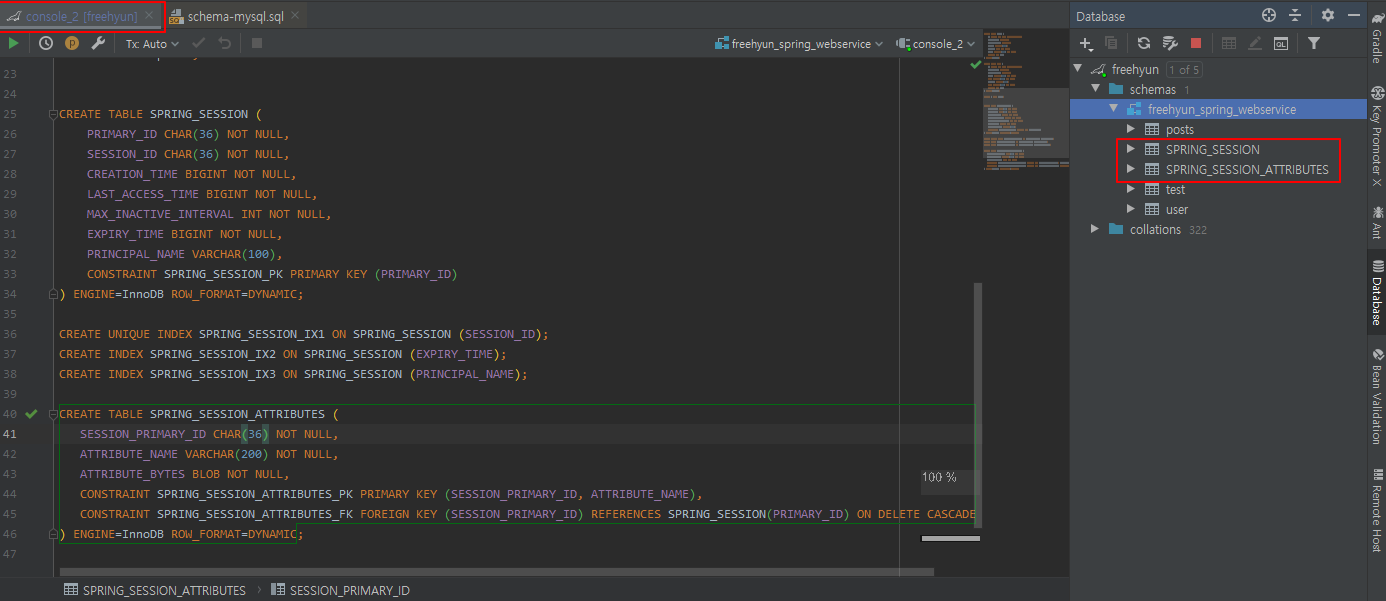 console_2 [freehyun]
schema-mysql.sql
Database
Tx: Auto
freehyun_spring_webservice
console_2
23
24
25 CREATE TABLE SPRING_SESSION (
26 PRIMARY_ID CHAR(36) NOT NULL,
27 SESSION_ID CHAR(36) NOT NULL,
28 CREATION_TIME BIGINT NOT NULL,
29 LAST_ACCESS_TIME BIGINT NOT NULL,
30 MAX_INACTIVE_INTERVAL INT NOT NULL,
31 EXPIRY_TIME BIGINT NOT NULL,
32 PRINCIPAL_NAME VARCHAR(100),
33 CONSTRAINT SPRING_SESSION_PK PRIMARY KEY (PRIMARY_ID)
34 ) ENGINE=InnoDB ROW_FORMAT=DYNAMIC;
35
36 CREATE UNIQUE INDEX SPRING_SESSION_IX1 ON SPRING_SESSION (SESSION_ID);
37 CREATE INDEX SPRING_SESSION_IX2 ON SPRING_SESSION (EXPIRY_TIME);
38 CREATE INDEX SPRING_SESSION_IX3 ON SPRING_SESSION (PRINCIPAL_NAME);
39
40 CREATE TABLE SPRING_SESSION_ATTRIBUTES (
41 SESSION_PRIMARY_ID CHAR(36) NOT NULL,
42 ATTRIBUTE_NAME VARCHAR(200) NOT NULL,
43 ATTRIBUTE_BYTES BLOB NOT NULL,
44 CONSTRAINT SPRING_SESSION_ATTRIBUTES_PK PRIMARY KEY (SESSION_PRIMARY_ID, ATTRIBUTE_NAME),
45 CONSTRAINT SPRING_SESSION_ATTRIBUTES_FK FOREIGN KEY (SESSION_PRIMARY_ID) REFERENCES SPRING_SESSION(PRIMARY_ID) ON DELETE CASCADE
46 ) ENGINE=InnoDB ROW_FORMAT=DYNAMIC;
47
100 %
SPRING_SESSION_ATTRIBUTES
SESSION_PRIMARY_ID
freehyun 1 of 5
schemas 1
freehyun_spring_webservice
posts
SPRING_SESSION
SPRING_SESSION_ATTRIBUTES
test
user
collations 322
Gradle
Key Promoter X
Ant
Database
Bean Validation
Remote Host